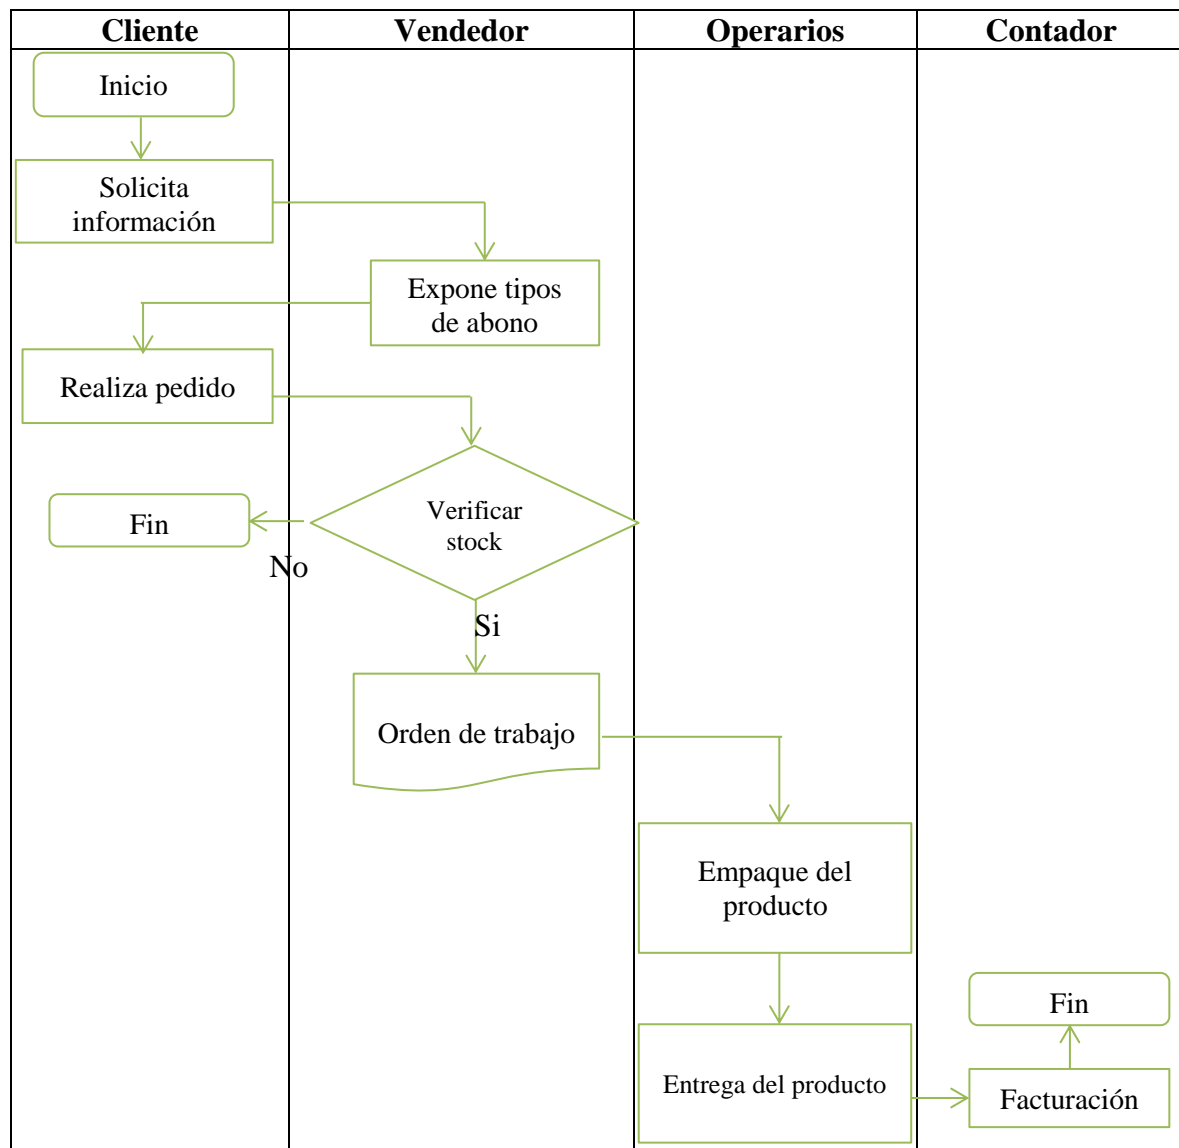 Cliente
Vendedor
Operarios
Contador
Inicio
Solicita
información
Expone tipos
de abono
Realiza pedido
Verificar
stock
Fin
No
Si
Orden de trabajo
Empaque del
producto
Entrega del producto
Fin
Facturación